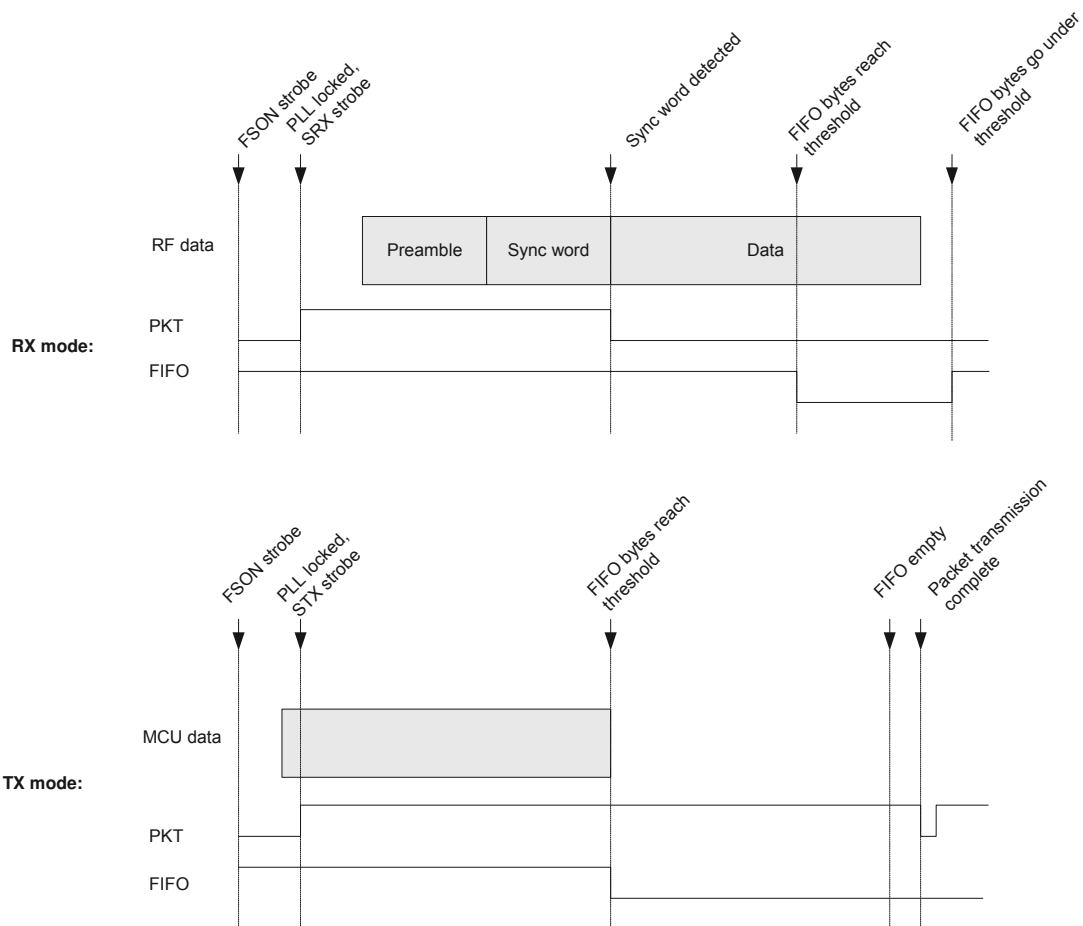 FSON strobe
PLL locked,
SRX strobe
Sync word detected
FIFO bytes reach
threshold
FIFO bytes go under
threshold
RF data
Preamble
Sync word
Data
PKT
RX mode:
FIFO
FSON strobe
PLL locked,
STX strobe
FIFO bytes reach
threshold
FIFO empty
Packet transmission
complete
MCU data
TX mode:
PKT
FIFO